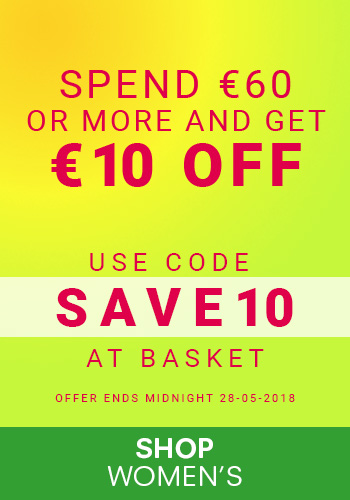 SPEND €60
OR MORE AND GET
€10 OFF
USE CODE
SAVE10
AT BASKET
OFFER ENDS MIDNIGHT 28-05-2018
SHOP
WOMEN'S